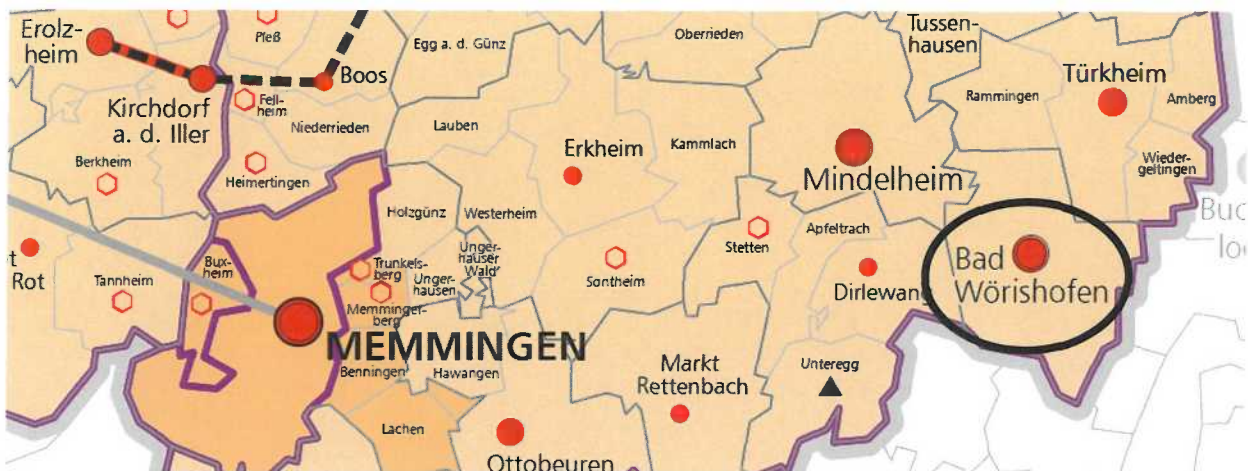 Erolz-
heim
Pleß
Egg a. d. Günz
Oberrieden
Tussen-
hausen
Türkheim
Boos
Kirchdorf
a. d. Iller
Fell-
heim
Niederrieden
Lauben
Rammingen
Amberg
Berkheim
Heimertingen
Erkheim
Kammlach
Mindelheim
Wieder-
geltingen
Holzgünz
Westerheim
Apfeltrach
Stetten
Buc
loe
Rot
Tannheim
Bux-
heim
Trunkels-
berg
Unger-
hausen
Unger-
hauser
Wald
Sontheim
Bad
Wörishofen
Dirlewang
Memminger-
berg
MEMMINGEN
Benningen
Hawangen
Markt
Rettenbach
Unteregg
Lachen
Ottobeuren